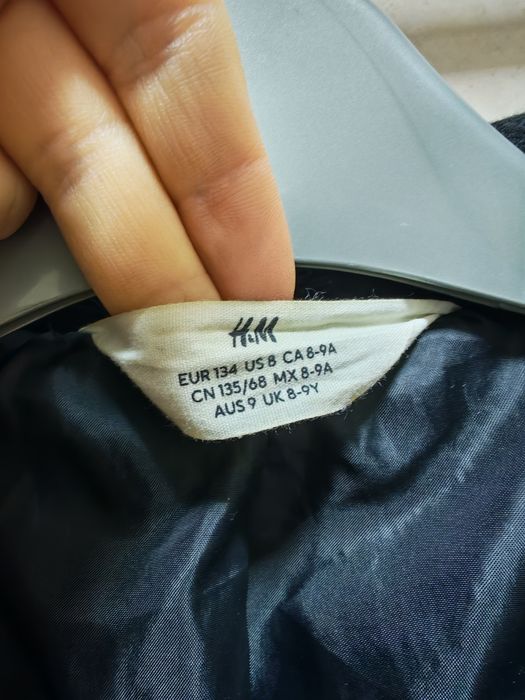 H&M
EUR 134 US 8 CA 8-9A
CN 135/68 MX 8-9A
AUS 9 UK 8-9Y